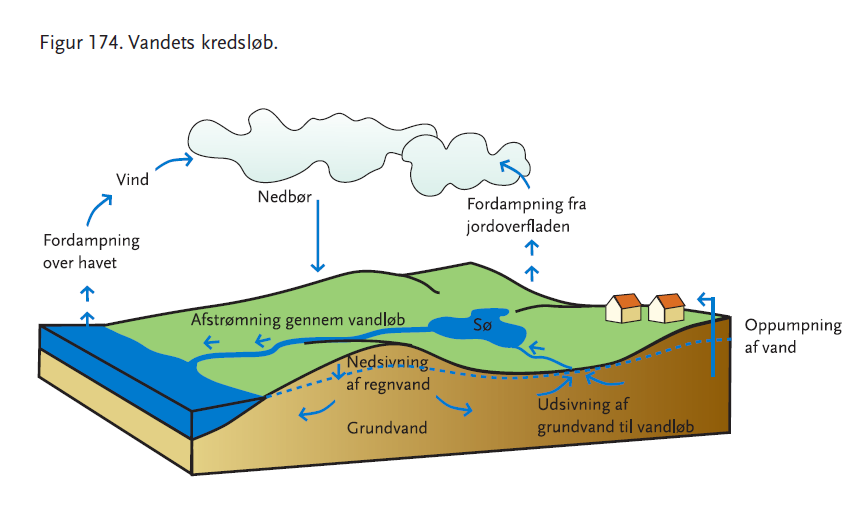 Figur 174. Vandets kredsløb.
Vind
Nedbør
Fordampning fra
jordoverfladen
Fordampning
over havet
Afstrømning gennem vandløb
Sø
Oppumpning
af vand
Nedsivning
af regnvand
Udsivning af
grundvand til vandløb
Grundvand